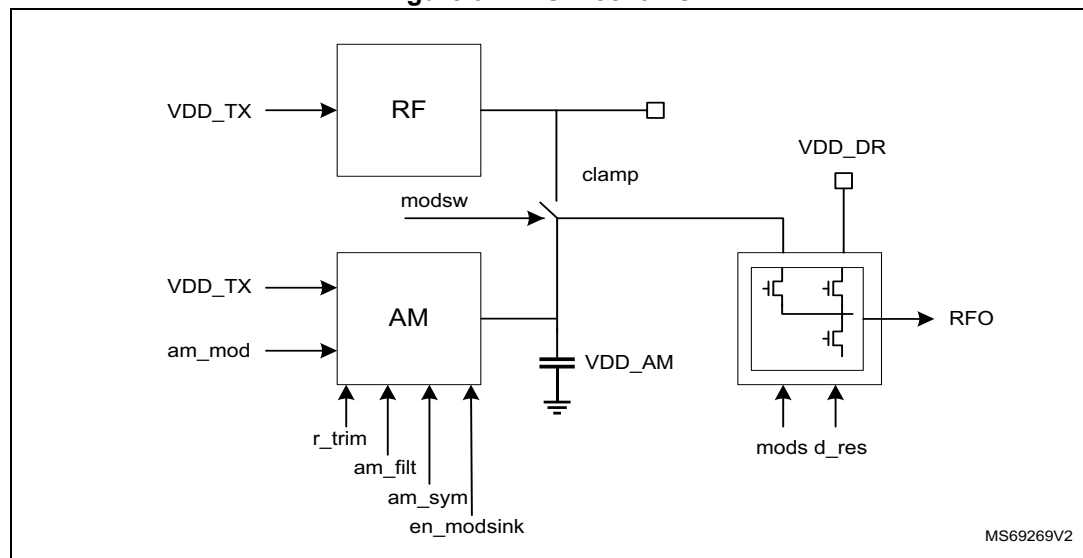 VDD_TX
RF
VDD_DR
clamp
modsw
VDD_TX
AM
RFO
am_mod
VDD_AM
r_trim
mods d_res
am_filt
am_sym
en_modsink
MS69269V2